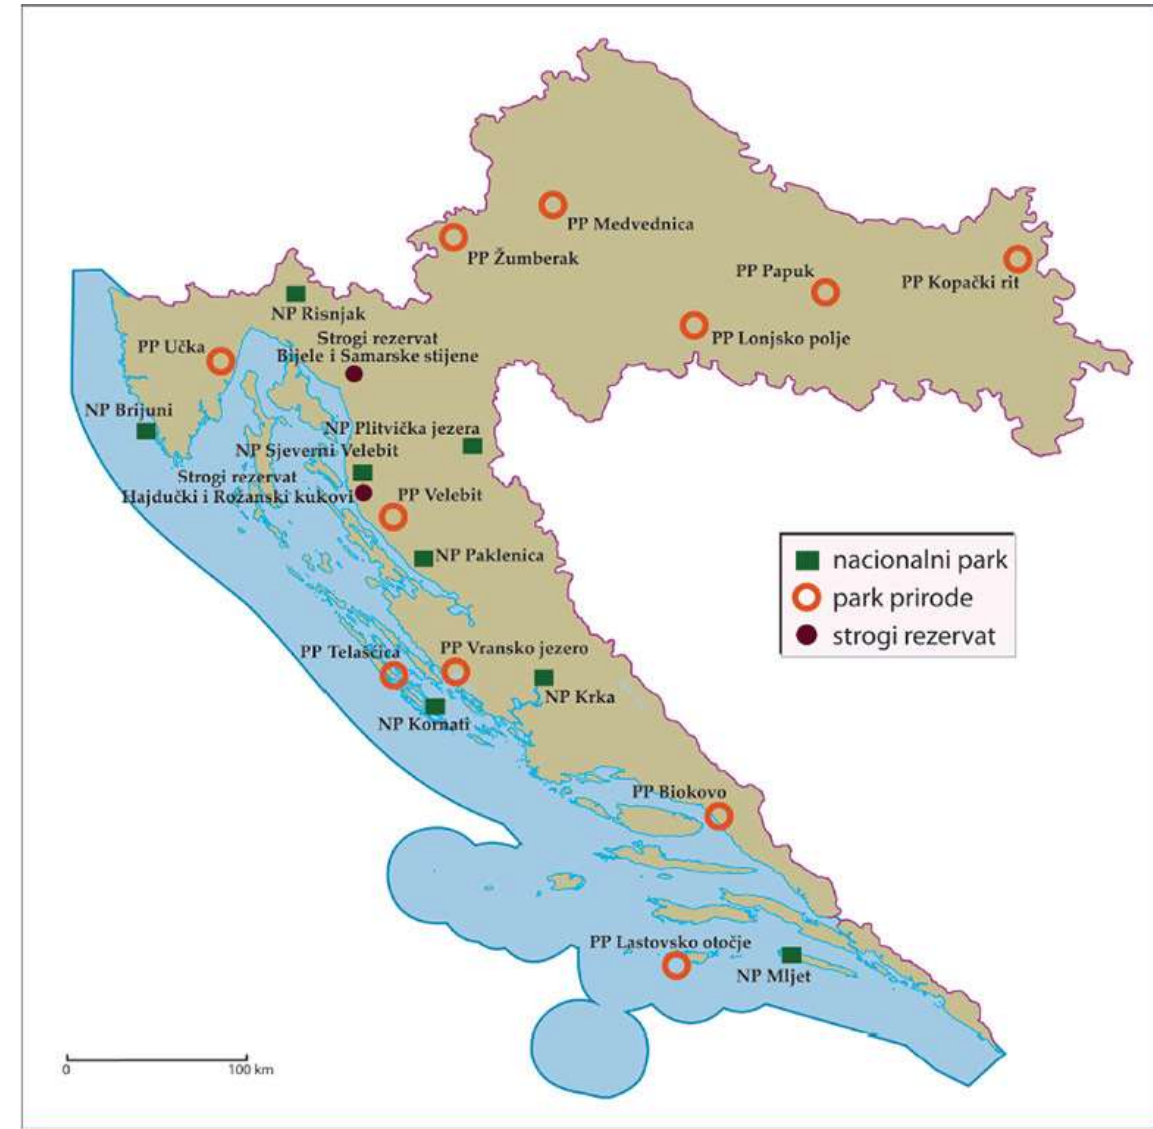 PP Medvednica
PP Žumberak
PP Papuk
PP Kopački rit
NP Risnjak
PP Lonjsko polje
Strogi rezervat
Bijele i Samarske stijene
PP Učka
NP Brijuni
NP Plitvička jezera
NP Sjeverni Velebit
Strogi rezervat
Hajdučki i Rožanski kukovi
PP Velebit
NP Paklenica
nacionalni park
park prirode
strogi rezervat
PP Telašćica
PP Vransko jezero
NP Krka
NP Kornati
PP Biokovo
PP Lastovsko otočje
NP Mljet
0 100 km